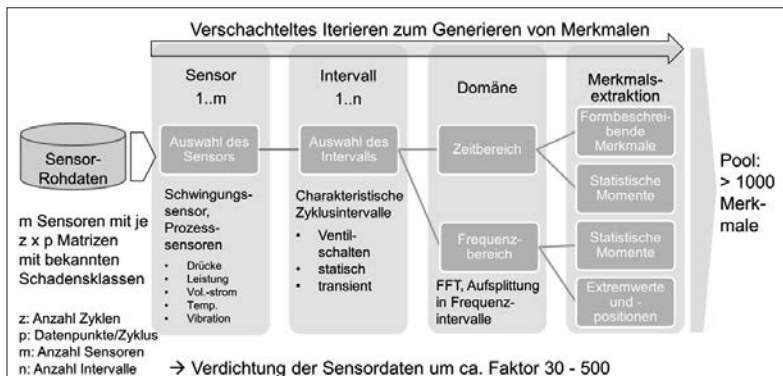 Verschachteltes Iterieren zum Generieren von Merkmalen
Sensor
1..m
Intervall
1..n
Domäne
Merkmals-
extraktion
Sensor-
Rohdaten
Auswahl des
Sensors
Auswahl des
Intervalls
Zeitbereich
Formbeschrei-
bende
Merkmale
Statistische
Momente
Frequenz-
bereich
Statistische
Momente
Extremwerte
und -
positionen
Pool:
> 1000
Merk-
male
m Sensoren mit je
z x p Matrizen
mit bekannten
Schadensklassen
z: Anzahl Zyklen
p: Datenpunkte/Zyklus
m: Anzahl Sensoren
n: Anzahl Intervalle
Schwingungss-
sensor,
Prozess-
sensoren
• Drücke
• Leistung
• Vol.-strom
• Temp.
• Vibration
Charakteristische
Zyklusintervalle
• Ventil-
schalten
• statisch
• transient
FFT, Aufsplittung
in Frequenz-
intervalle
→ Verdichtung der Sensordaten um ca. Faktor 30 - 500